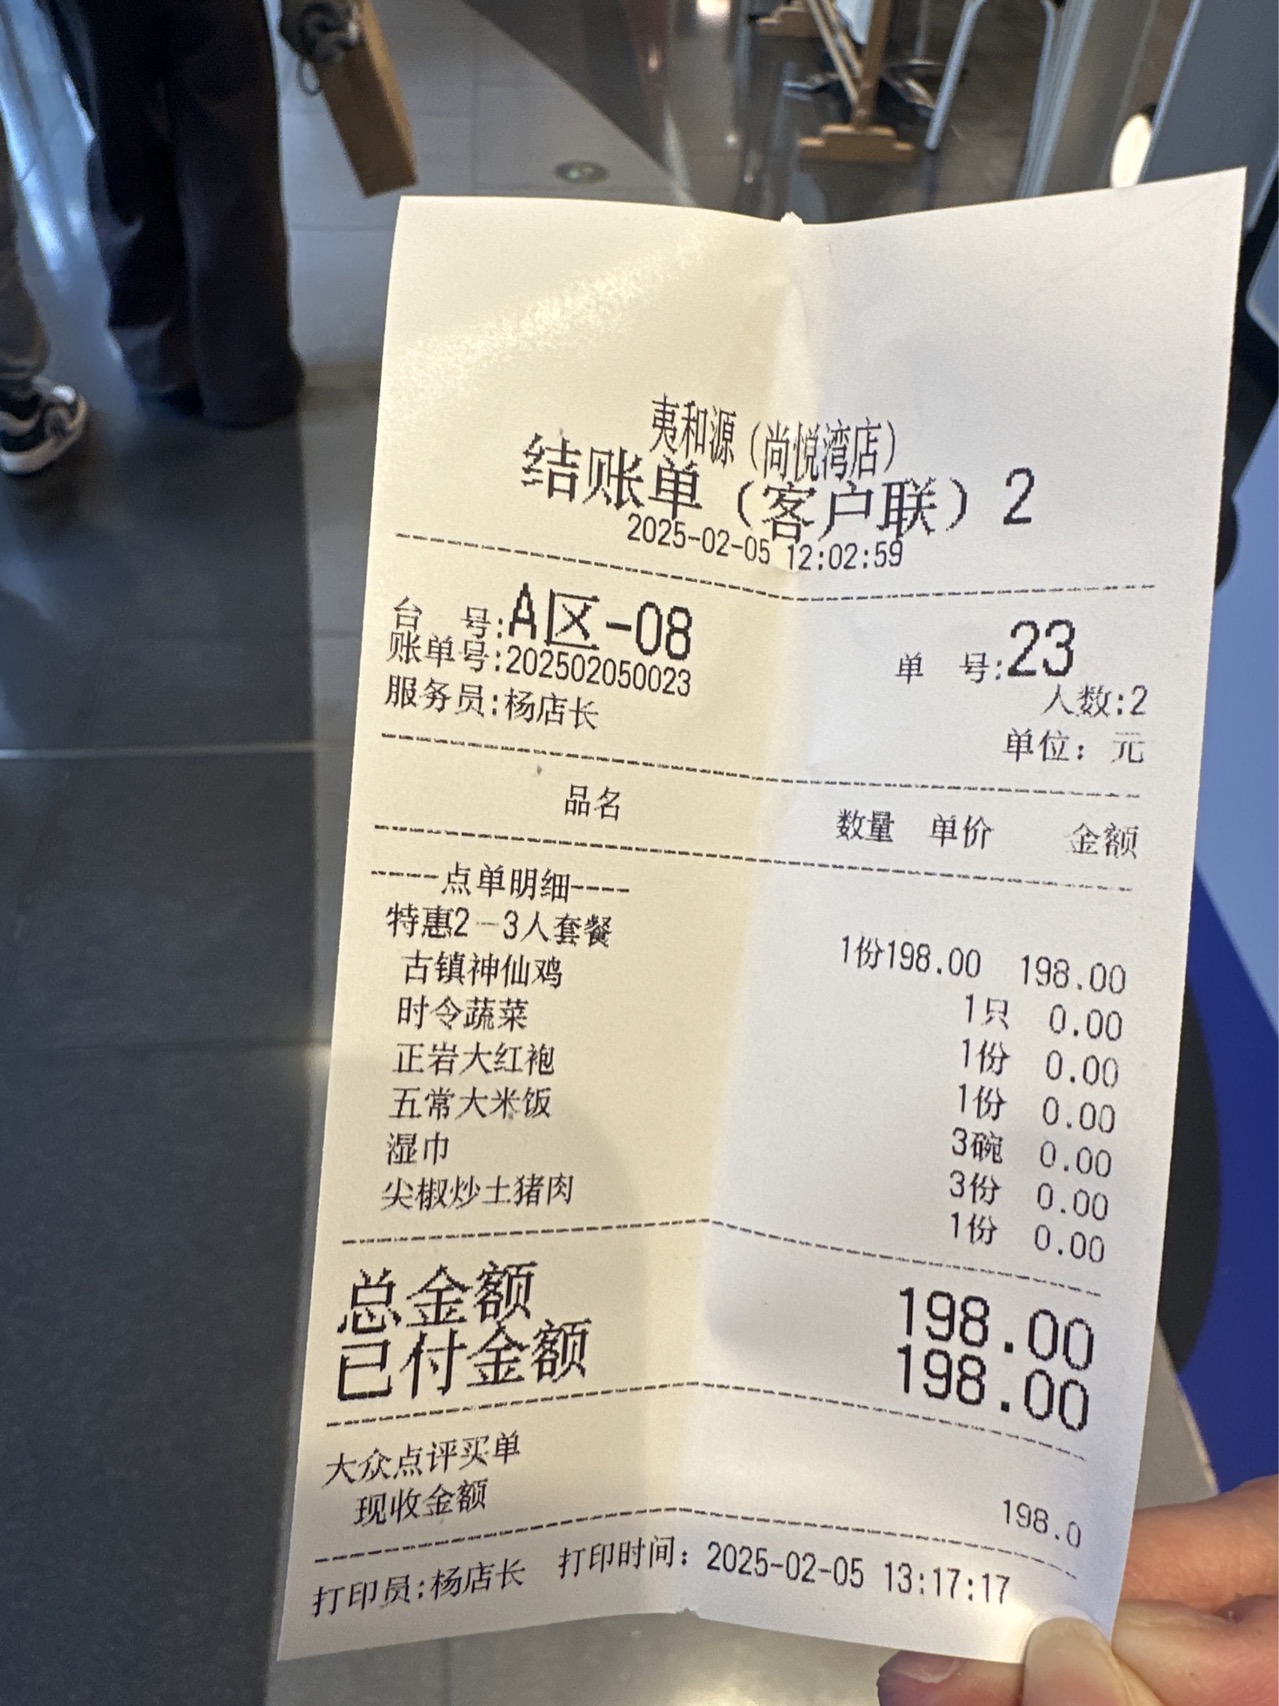 夷和源（尚悦湾店）
结账单（客户联）2
2025-02-05 12:02:59
台 号:A区-08 单 号:23
账单号:202502050023 人数:2
服务员:杨店长 单位：元
品名 数量 单价 金额
----点单明细----
特惠2-3人套餐 1份198.00 198.00
古镇神仙鸡 1只 0.00
时令蔬菜 1份 0.00
正岩大红袍 1份 0.00
五常大米饭 3碗 0.00
湿巾 3份 0.00
尖椒炒土猪肉 1份 0.00
总金额 198.00
已付金额 198.00
大众点评买单
现收金额 198.0
打印员:杨店长 打印时间：2025-02-05 13:17:17